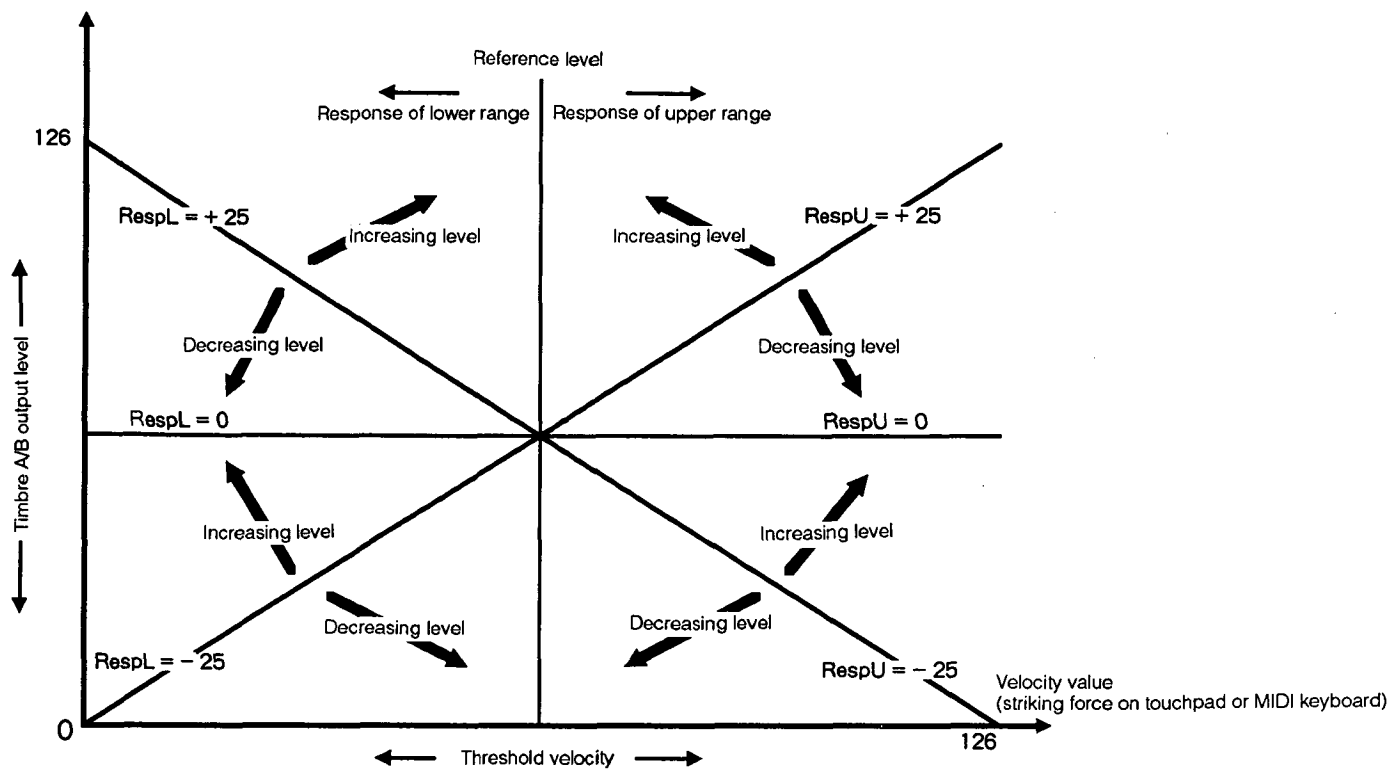 Reference level
Response of lower range
Response of upper range
126
RespL = + 25
RespU = + 25
Increasing level
Increasing level
Decreasing level
Decreasing level
RespL = 0
RespU = 0
Timbre A/B output level
Increasing level
Increasing level
Decreasing level
Decreasing level
RespL = – 25
RespU = – 25
Velocity value
(striking force on touchpad or MIDI keyboard)
0
126
Threshold velocity